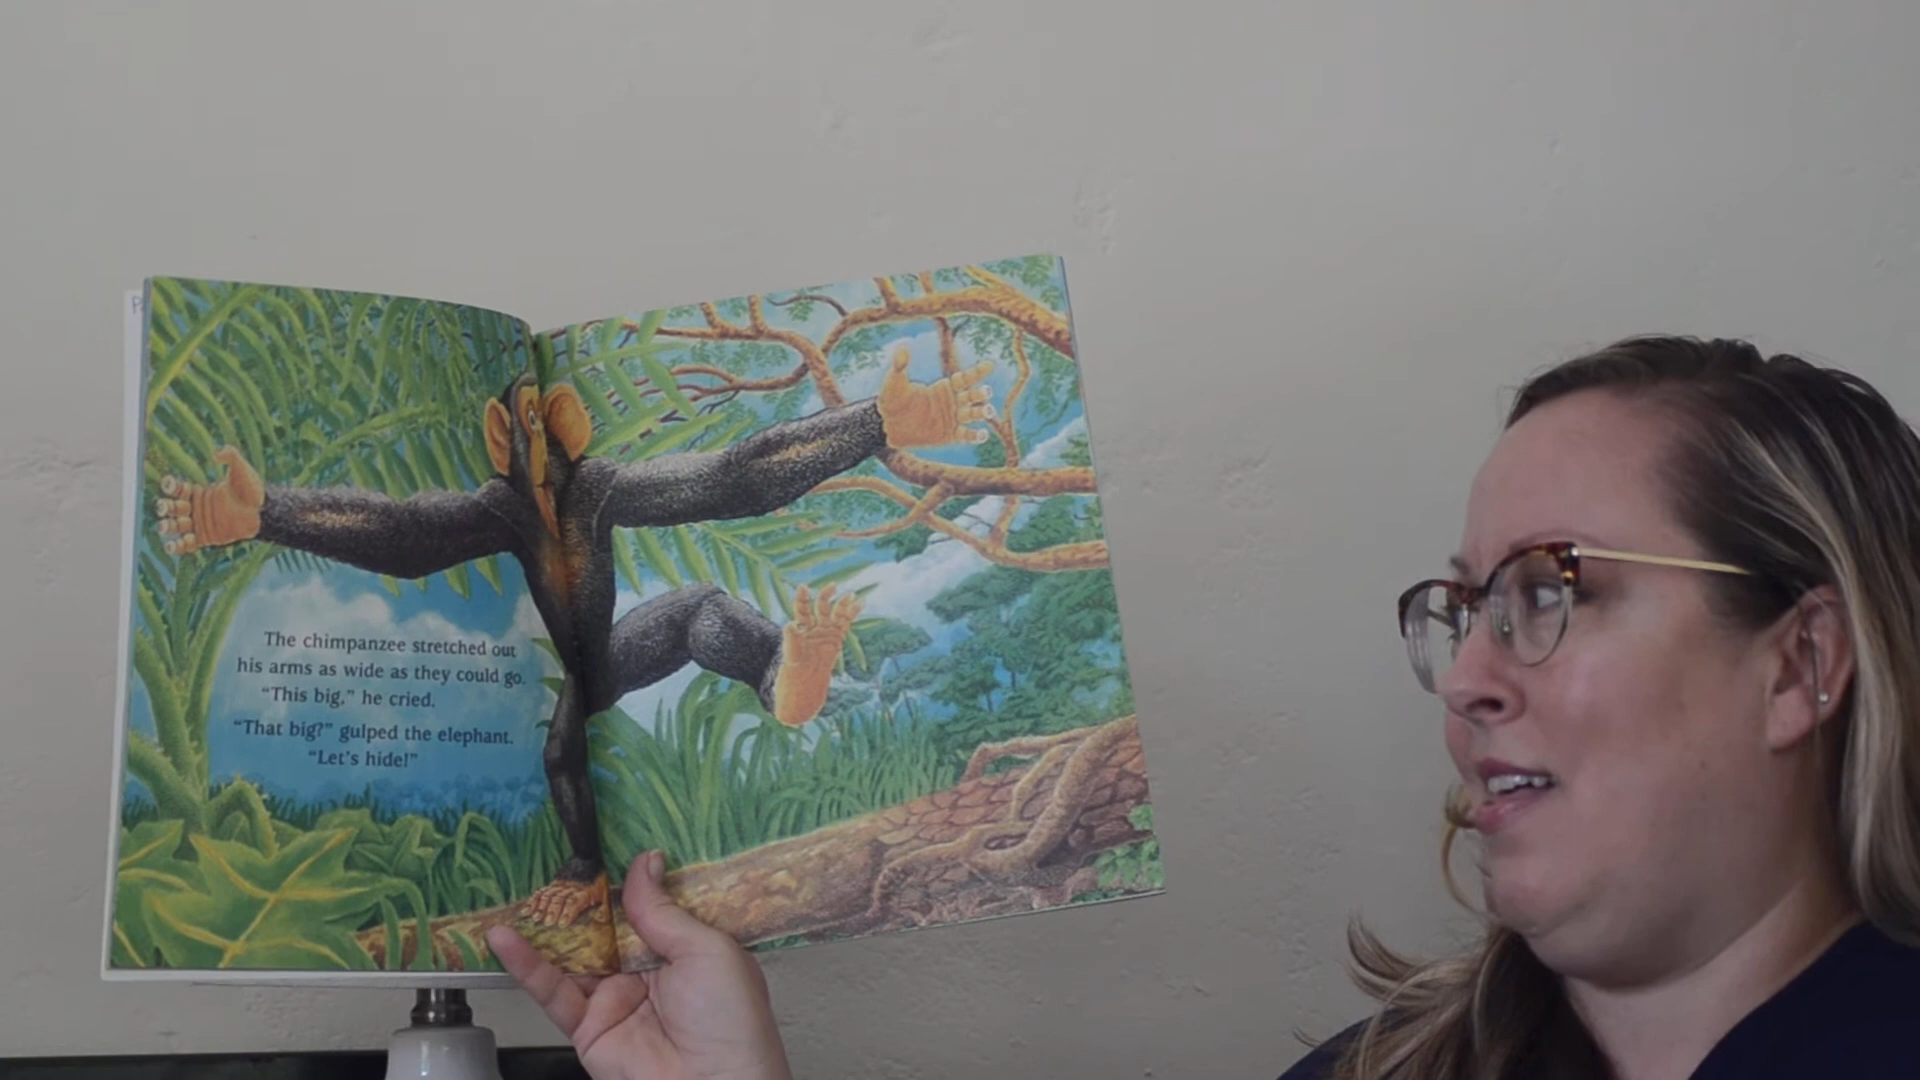 The chimpanzee stretched out
his arms as wide as they could go.
“This big,” he cried.
“That big?” gulped the elephant.
“Let’s hide!”